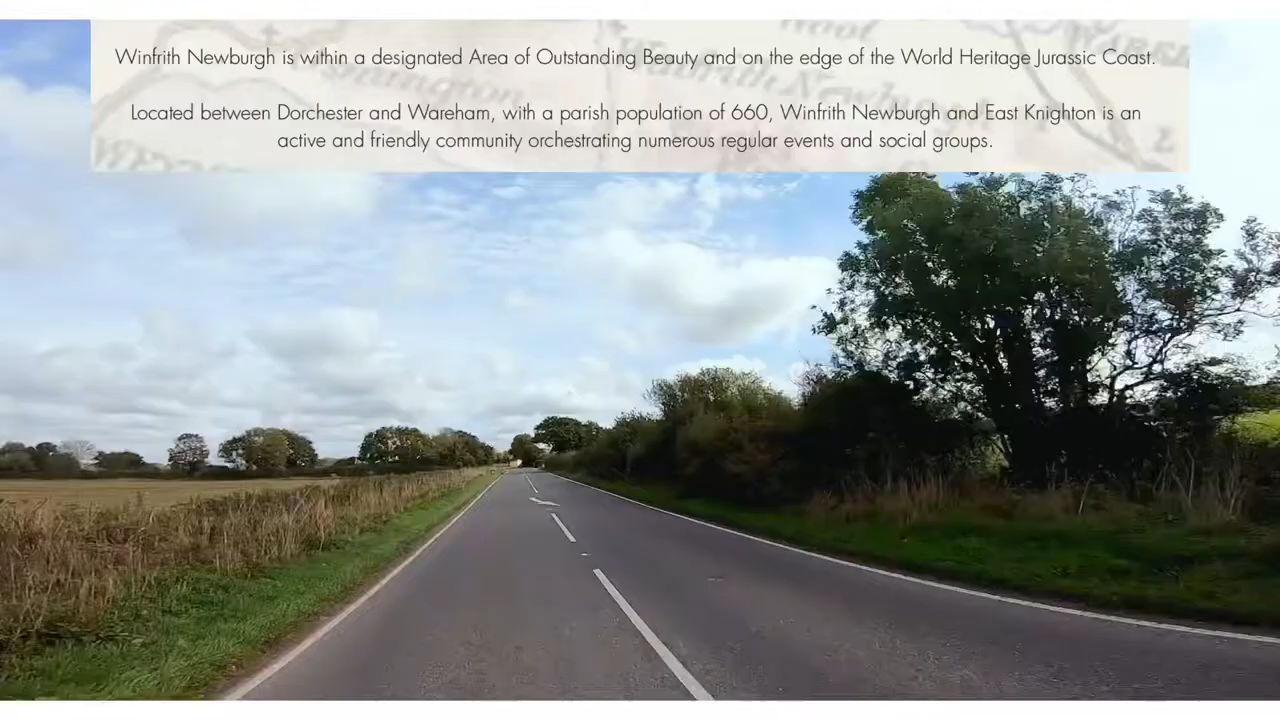 Winfrith Newburgh is within a designated Area of Outstanding Beauty and on the edge of the World Heritage Jurassic Coast.
Located between Dorchester and Wareham, with a parish population of 660, Winfrith Newburgh and East Knighton is an
active and friendly community orchestrating numerous regular events and social groups.